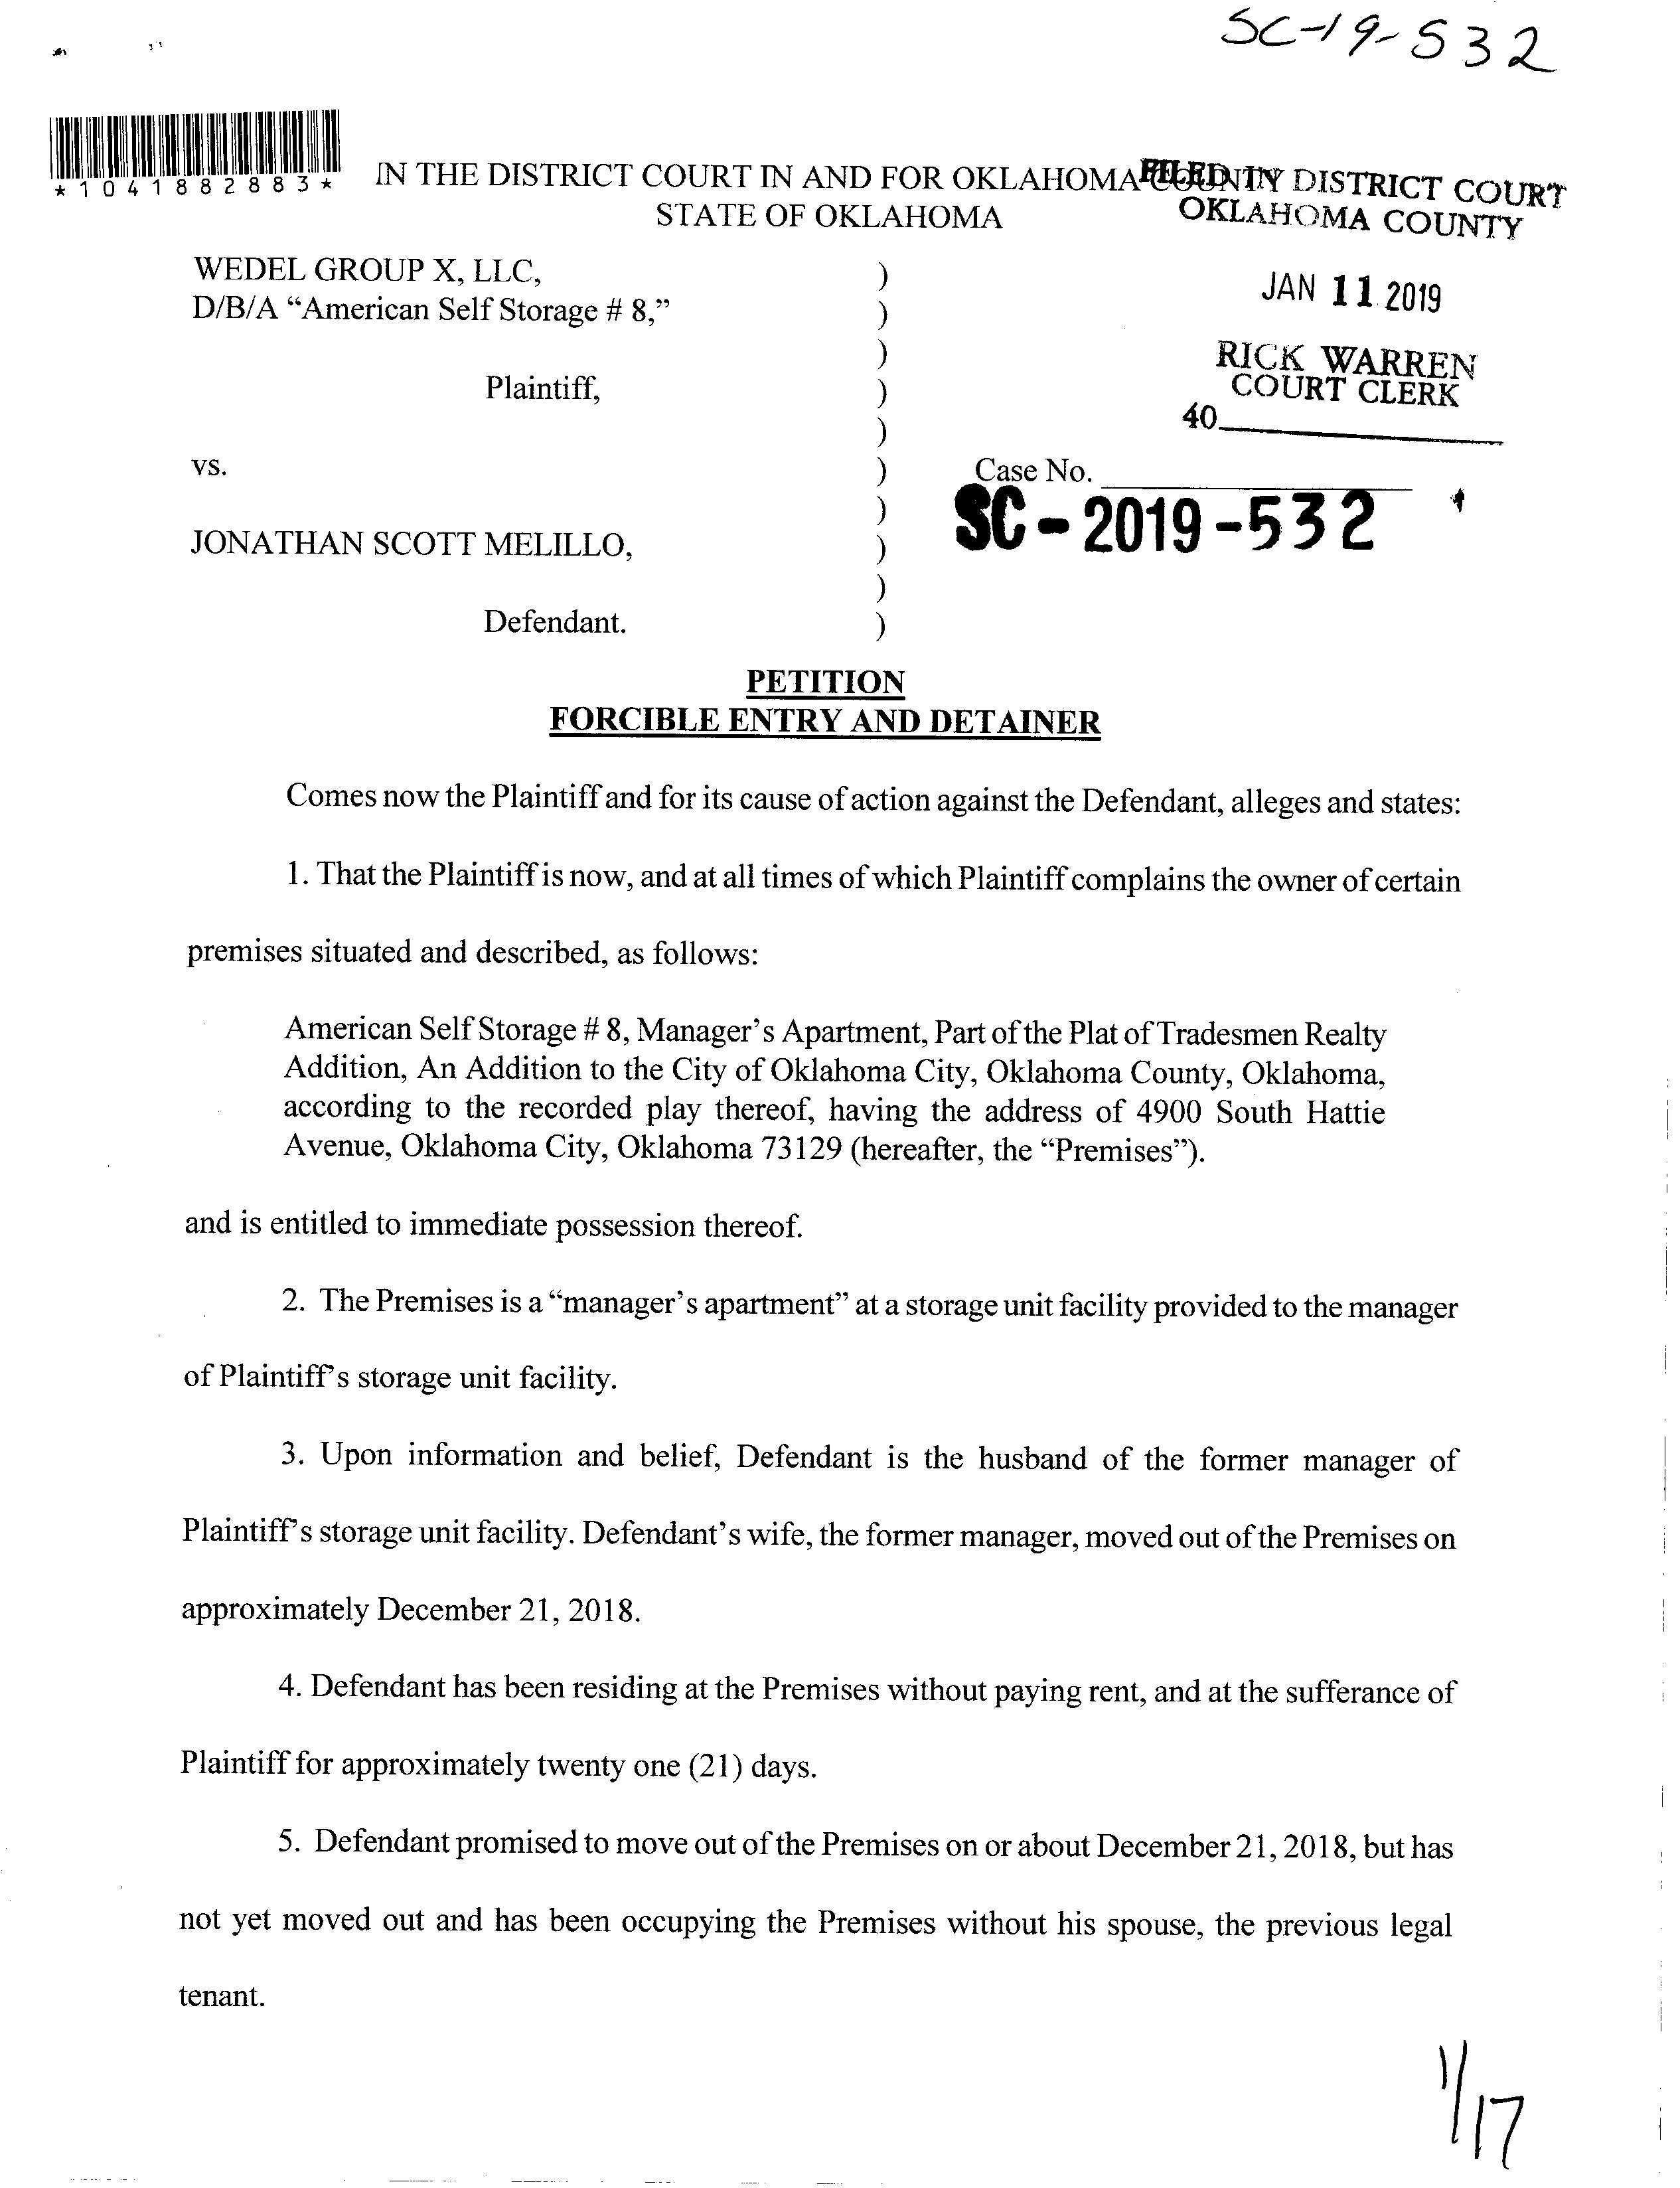 SC-19-532
*1041882883*
IN THE DISTRICT COURT IN AND FOR OKLAHOMA COUNTY
STATE OF OKLAHOMA
FILED IN DISTRICT COURT
OKLAHOMA COUNTY
JAN 11 2019
RICK WARREN
COURT CLERK
40
WEDEL GROUP X, LLC, )
D/B/A “American Self Storage # 8,” )
)
Plaintiff, )
)
vs. ) Case No.
) SC-2019-532
JONATHAN SCOTT MELILLO, )
)
Defendant. )
PETITION
FORCIBLE ENTRY AND DETAINER
Comes now the Plaintiff and for its cause of action against the Defendant, alleges and states:
1. That the Plaintiff is now, and at all times of which Plaintiff complains the owner of certain
premises situated and described, as follows:
American Self Storage # 8, Manager’s Apartment, Part of the Plat of Tradesmen Realty
Addition, An Addition to the City of Oklahoma City, Oklahoma County, Oklahoma,
according to the recorded play thereof, having the address of 4900 South Hattie
Avenue, Oklahoma City, Oklahoma 73129 (hereafter, the “Premises”).
and is entitled to immediate possession thereof.
2. The Premises is a “manager’s apartment” at a storage unit facility provided to the manager
of Plaintiff’s storage unit facility.
3. Upon information and belief, Defendant is the husband of the former manager of
Plaintiff’s storage unit facility. Defendant’s wife, the former manager, moved out of the Premises on
approximately December 21, 2018.
4. Defendant has been residing at the Premises without paying rent, and at the sufferance of
Plaintiff for approximately twenty one (21) days.
5. Defendant promised to move out of the Premises on or about December 21, 2018, but has
not yet moved out and has been occupying the Premises without his spouse, the previous legal
tenant.
1/17